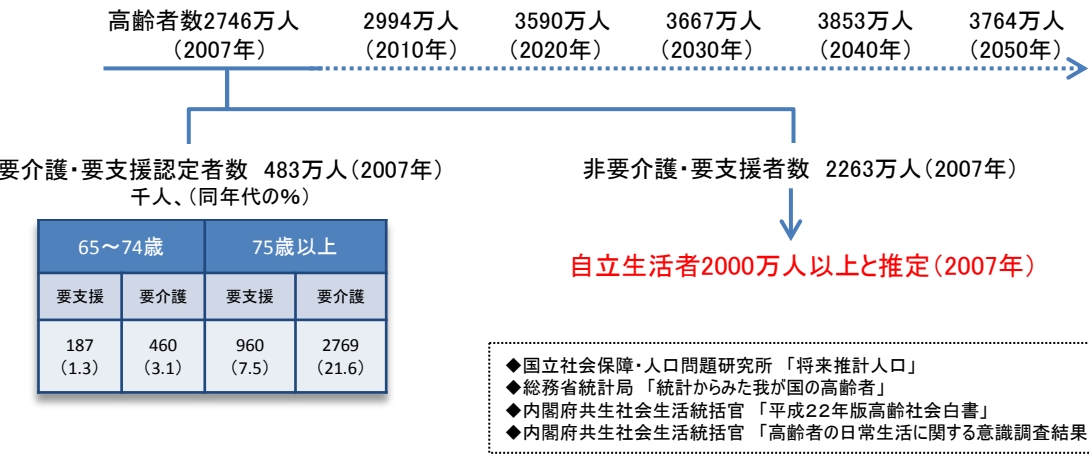 高齢者数2746万人 2994万人 3590万人 3667万人 3853万人 3764万人
（2007年） （2010年） （2020年） （2030年） （2040年） （2050年）
要介護・要支援認定者数 483万人（2007年） 非要介護・要支援者数 2263万人（2007年）
千人、（同年代の%）
65～74歳 75歳以上
自立生活者2000万人以上と推定（2007年）
要支援 要介護 要支援 要介護
187 460 960 2769
（1.3） （3.1） （7.5） （21.6）
◆国立社会保障・人口問題研究所 「将来推計人口」
◆総務省統計局 「統計からみた我が国の高齢者」
◆内閣府共生社会生活統括官 「平成２２年版高齢社会白書」
◆内閣府共生社会生活統括官 「高齢者の日常生活に関する意識調査結果